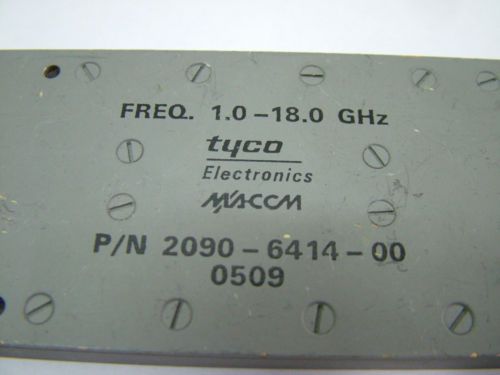 FREQ. 1.0-18.0 GHz
tyco
Electronics
M/ACOM
P/N 2090-6414-00
0509